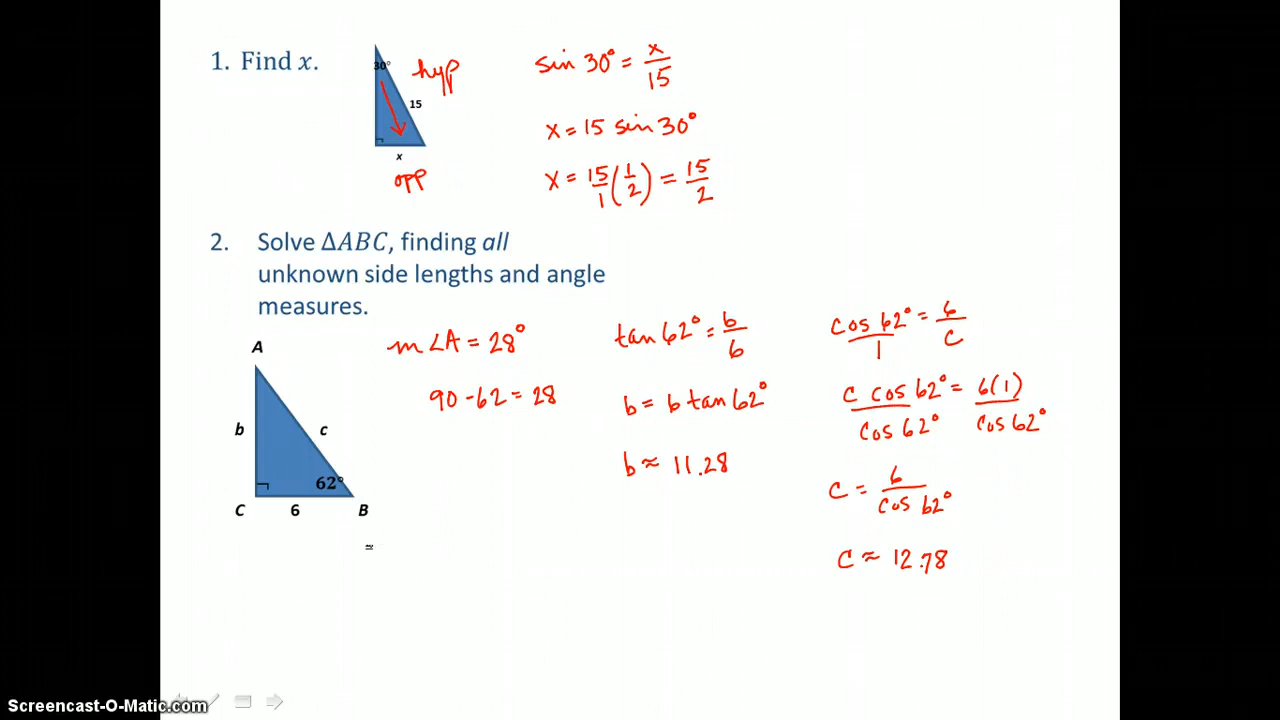 1. Find x.
30°
hyp
15
x
opp
sin 30° = x/15
x = 15 sin 30°
x = 15/1 (1/2) = 15/2
2. Solve ΔABC, finding all
unknown side lengths and angle
measures.
A
b
c
62°
C
6
B
=
m∠A = 28°
90 - 62 = 28
tan 62° = b/6
b = 6 tan 62°
b ≈ 11.28
cos 62°/1 = 6/c
c cos 62°/cos 62° = 6(1)/cos 62°
c = 6/cos 62°
c ≈ 12.78
Screencast-O-Matic.com